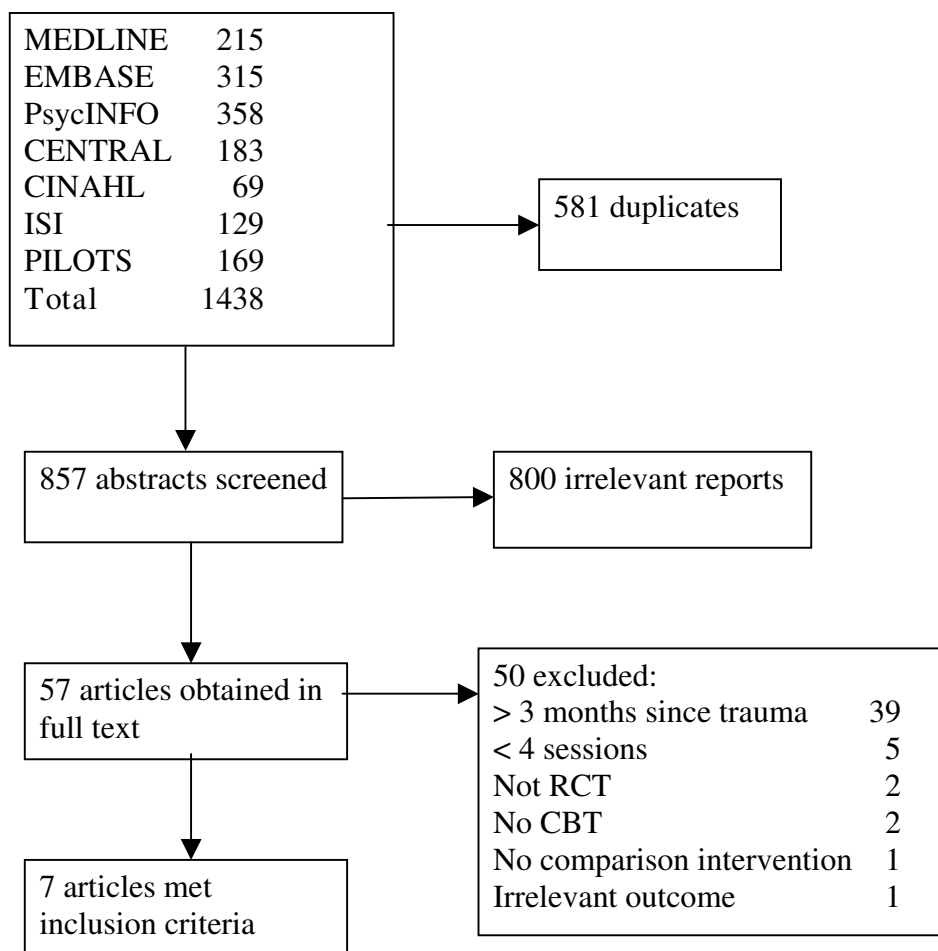 MEDLINE 215
EMBASE 315
PsycINFO 358
CENTRAL 183
CINAHL 69
ISI 129
PILOTS 169
Total 1438
581 duplicates
857 abstracts screened
800 irrelevant reports
57 articles obtained in
full text
50 excluded:
> 3 months since trauma 39
< 4 sessions 5
Not RCT 2
No CBT 2
No comparison intervention 1
Irrelevant outcome 1
7 articles met
inclusion criteria